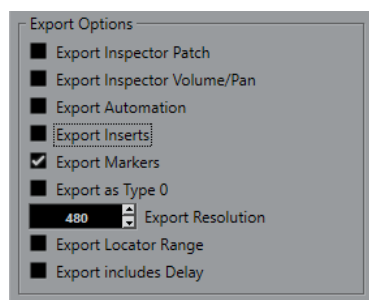 Export Options
Export Inspector Patch
Export Inspector Volume/Pan
Export Automation
Export Inserts
Export Markers
Export as Type 0
480 Export Resolution
Export Locator Range
Export includes Delay